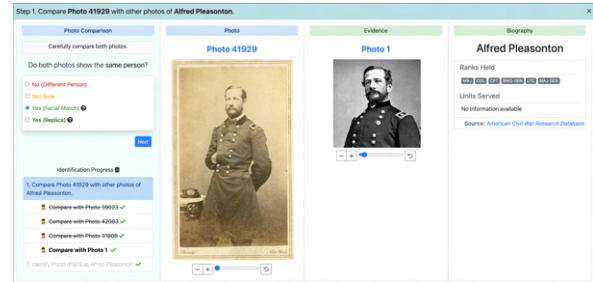 Step 1. Compare Photo 41929 with other photos of Alfred Pleasonton.
×
Photo Comparison
Carefully compare both photos.
Do both photos show the same person?
No (Different Person)
Not Sure
Yes (Facial Match)
Yes (Replica)
Next
Identification Progress
1. Compare Photo 41929 with other photos of
Alfred Pleasonton.
Compare with Photo 39023
Compare with Photo 42083
Compare with Photo 31808
Compare with Photo 1
2. Identify Photo 41929 as Alfred Pleasonton
Photo
Photo 41929
Evidence
Photo 1
Biography
Alfred Pleasonton
Ranks Held
MAJ COL CPT BRIG GEN LTC MAJ GEN
Units Served
No information available
Source: American Civil War Research Database